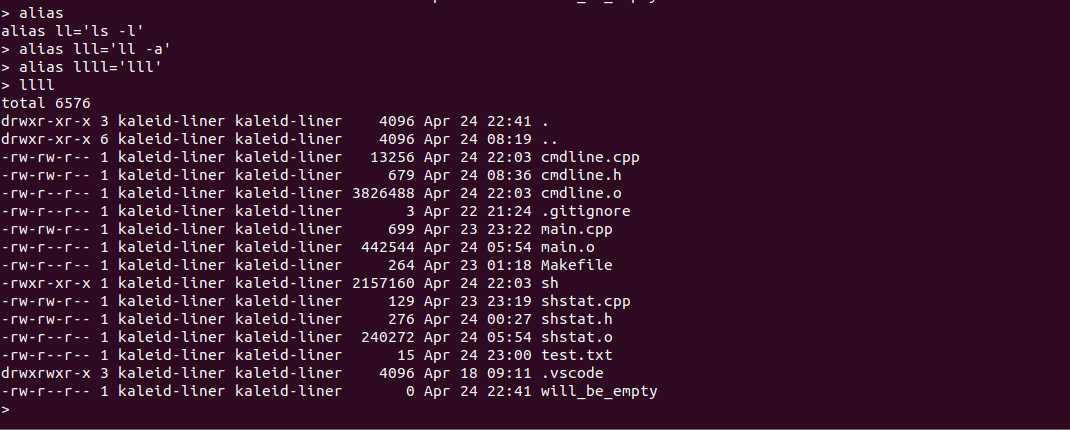 > alias
alias ll='ls -l'
> alias lll='ll -a'
> alias llll='lll'
> llll
total 6576
drwxr-xr-x 3 kaleid-liner kaleid-liner    4096 Apr 24 22:41 .
drwxr-xr-x 6 kaleid-liner kaleid-liner    4096 Apr 24 08:19 ..
-rw-rw-r-- 1 kaleid-liner kaleid-liner   13256 Apr 24 22:03 cmdline.cpp
-rw-rw-r-- 1 kaleid-liner kaleid-liner     679 Apr 24 08:36 cmdline.h
-rw-r--r-- 1 kaleid-liner kaleid-liner 3826488 Apr 24 22:03 cmdline.o
-rw-r--r-- 1 kaleid-liner kaleid-liner       3 Apr 22 21:24 .gitignore
-rw-rw-r-- 1 kaleid-liner kaleid-liner     699 Apr 23 23:22 main.cpp
-rw-r--r-- 1 kaleid-liner kaleid-liner  442544 Apr 24 05:54 main.o
-rw-r--r-- 1 kaleid-liner kaleid-liner     264 Apr 23 01:18 Makefile
-rwxr-xr-x 1 kaleid-liner kaleid-liner 2157160 Apr 24 22:03 sh
-rw-rw-r-- 1 kaleid-liner kaleid-liner     129 Apr 23 23:19 shstat.cpp
-rw-rw-r-- 1 kaleid-liner kaleid-liner     276 Apr 24 00:27 shstat.h
-rw-r--r-- 1 kaleid-liner kaleid-liner  240272 Apr 24 05:54 shstat.o
-rw-r--r-- 1 kaleid-liner kaleid-liner      15 Apr 24 23:00 test.txt
drwxrwxr-x 3 kaleid-liner kaleid-liner    4096 Apr 18 09:11 .vscode
-rw-r--r-- 1 kaleid-liner kaleid-liner       0 Apr 24 22:41 will_be_empty
>